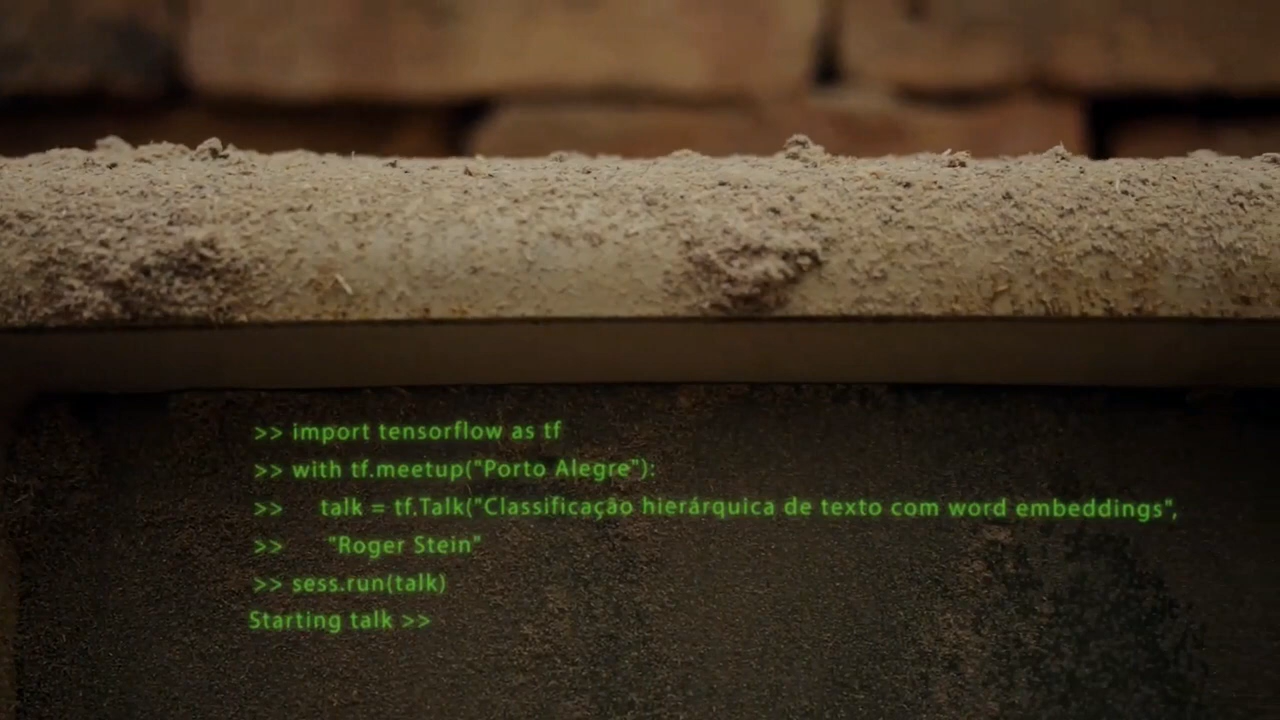 >> import tensorflow as tf
>> with tf.meetup("Porto Alegre"):
>> talk = tf.Talk("Classificação hierárquica de texto com word embeddings",
>> "Roger Stein"
>> sess.run(talk)
Starting talk >>